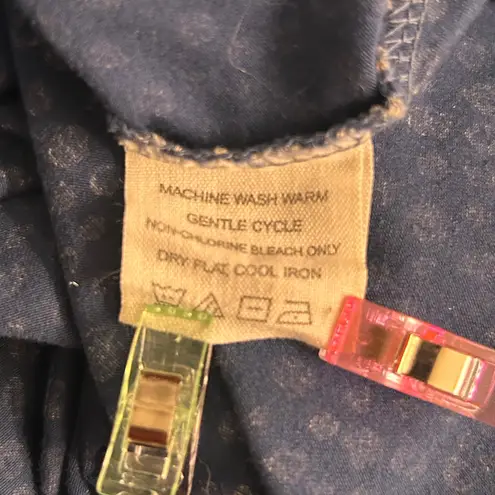 MACHINE WASH WARM
GENTLE CYCLE
NON-CHLORINE BLEACH ONLY
DRY FLAT, COOL IRON